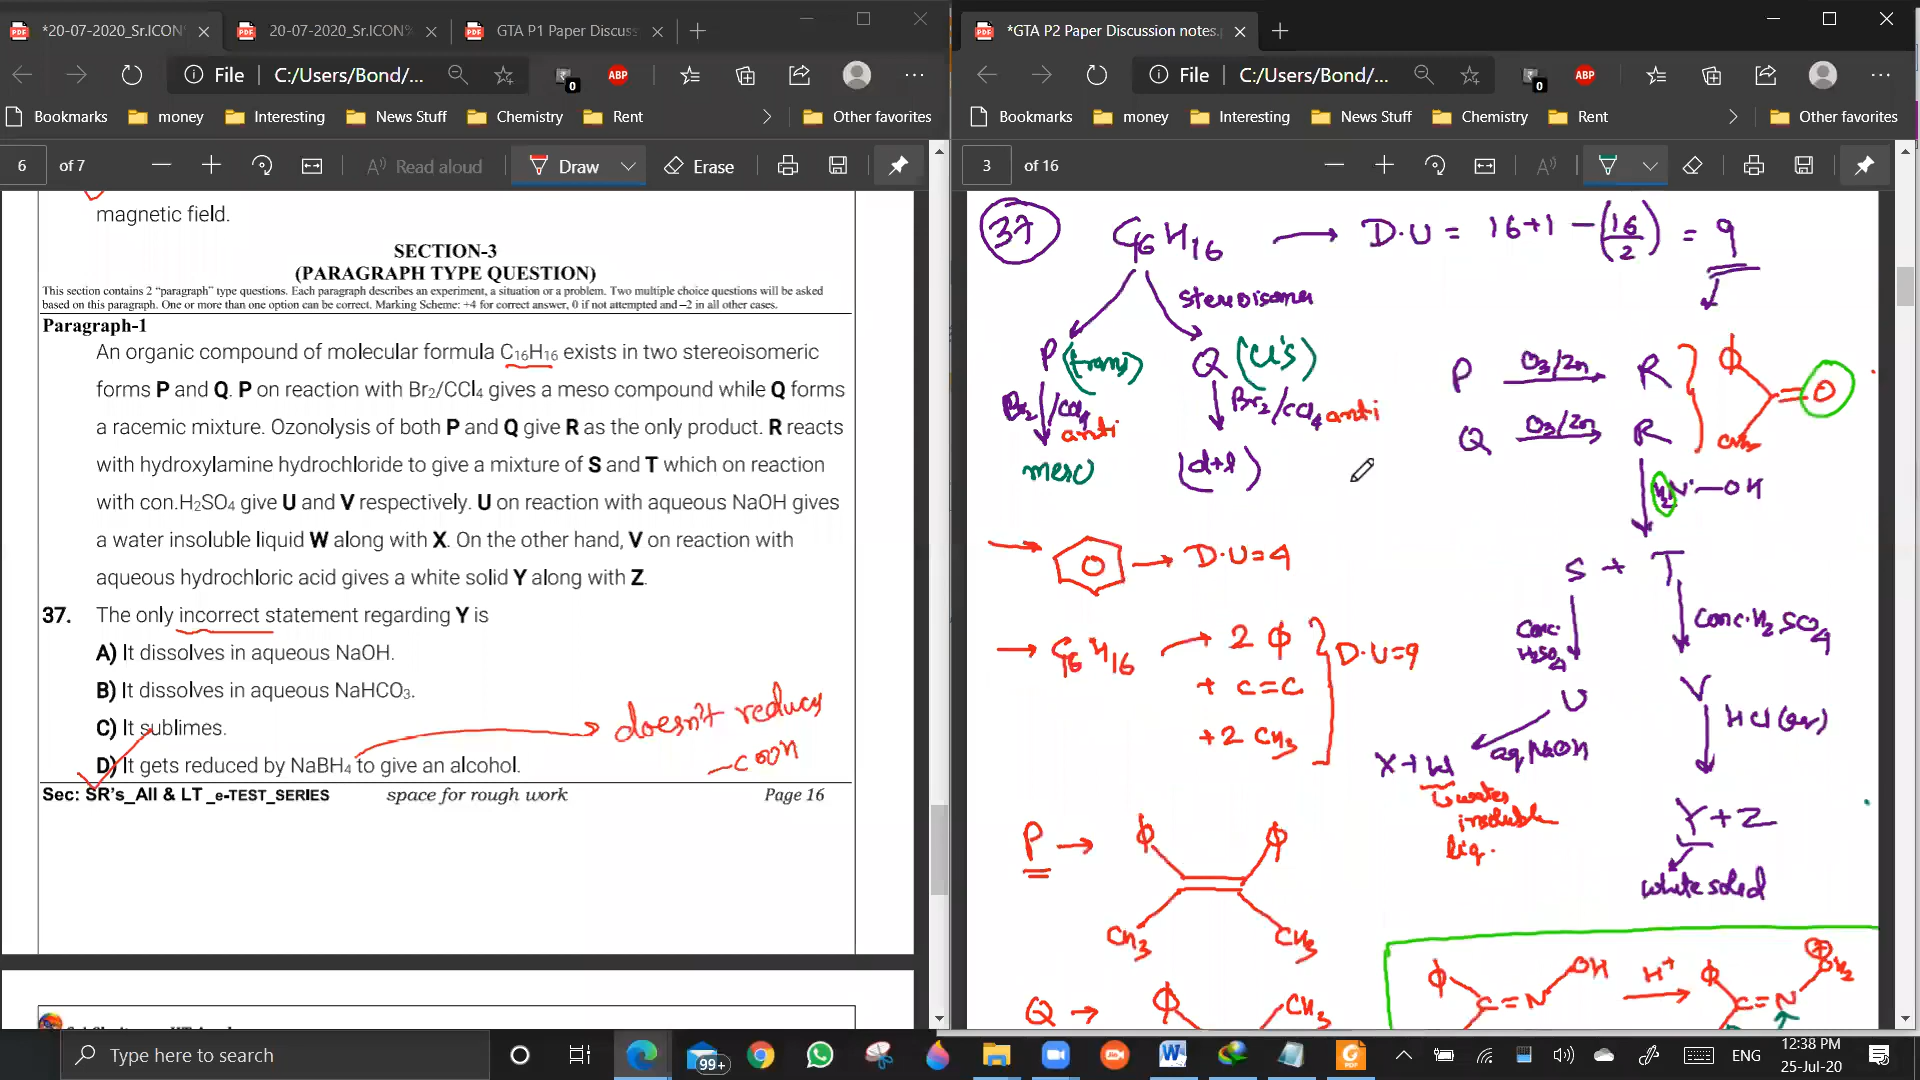 *20-07-2020_Sr.ICON
20-07-2020_Sr.ICON
GTA P1 Paper Discuss
*GTA P2 Paper Discussion notes.
File
C:/Users/Bond/...
ABP
0
File
C:/Users/Bond/...
ABP
0
Bookmarks
money
Interesting
News Stuff
Chemistry
Rent
Other favorites
Bookmarks
money
Interesting
News Stuff
Chemistry
Rent
Other favorites
6 of 7
Read aloud
Draw
Erase
3 of 16
magnetic field.
SECTION-3
(PARAGRAPH TYPE QUESTION)
This section contains 2 “paragraph” type questions. Each paragraph describes an experiment, a situation or a problem. Two multiple choice questions will be asked
based on this paragraph. One or more than one option can be correct. Marking Scheme: +4 for correct answer, 0 if not attempted and –2 in all other cases.
Paragraph-1
An organic compound of molecular formula C₁₆H₁₆ exists in two stereoisomeric
forms P and Q. P on reaction with Br₂/CCl₄ gives a meso compound while Q forms
a racemic mixture. Ozonolysis of both P and Q give R as the only product. R reacts
with hydroxylamine hydrochloride to give a mixture of S and T which on reaction
with con.H₂SO₄ give U and V respectively. U on reaction with aqueous NaOH gives
a water insoluble liquid W along with X. On the other hand, V on reaction with
aqueous hydrochloric acid gives a white solid Y along with Z.
37. The only incorrect statement regarding Y is
A) It dissolves in aqueous NaOH.
B) It dissolves in aqueous NaHCO₃.
C) It sublimes.
D) It gets reduced by NaBH₄ to give an alcohol.
doesn't reduces
–COOH
Sec: SR's_All & LT _e-TEST_SERIES space for rough work Page 16
37 C₁₆H₁₆ → D.U = 16+1 – (16/2) = 9
stereoisomer
P (trans) Q (cis)
Br₂/CCl₄ anti
Br₂/CCl₄ anti
meso (d+l)
P O₃/Zn R
Q O₃/Zn R
Φ
=O
CH₃
H₂N–OH
S + T
Conc. H₂SO₄
Conc. H₂SO₄
U V
aq NaOH
HCl (aq)
X + W
water
insoluble
liq.
Y + Z
white solid
→ D.U = 4
→ C₁₆H₁₆ → 2 Φ
+ C=C
+ 2 CH₃
D.U = 9
P → Φ Φ
CH₃ CH₃
Q → Φ CH₃
Φ OH H⁺ Φ ⊕OH₂
C=N C=N
Type here to search
99+
ENG
12:38 PM
25-Jul-20